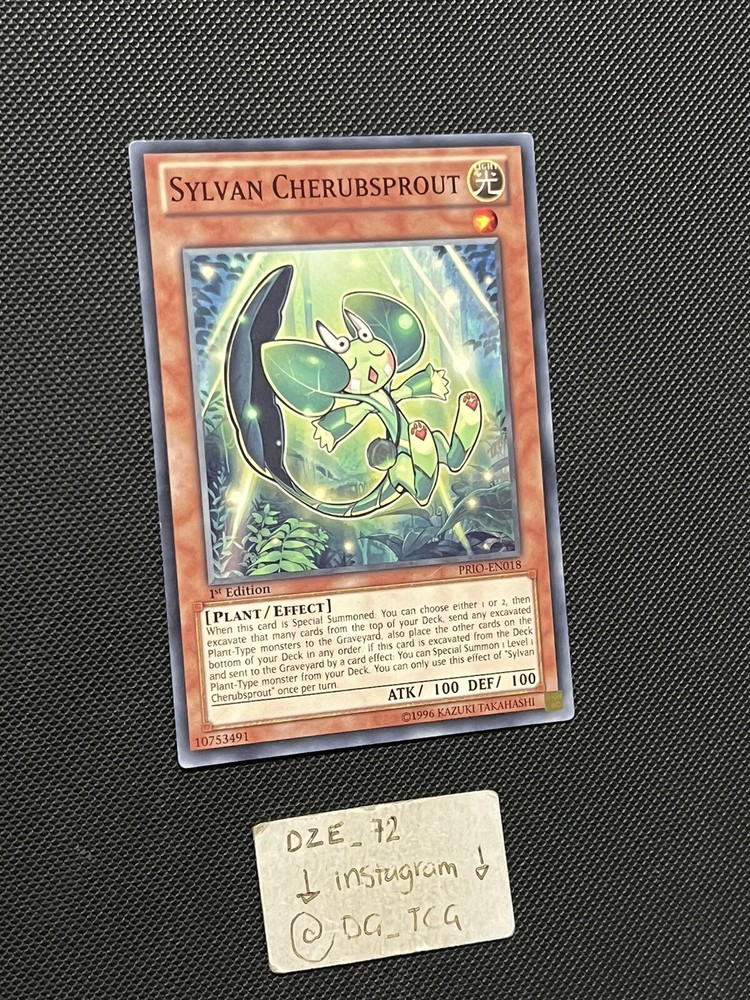 SYLVAN CHERUBSPROUT
LIGHT
光
PRIO-EN018
1st Edition
[PLANT/EFFECT]
When this card is Special Summoned: You can choose either 1 or 2, then
excavate that many cards from the top of your Deck, send any excavated
Plant-Type monsters to the Graveyard, also place the other cards on the
bottom of your Deck in any order. If this card is excavated from the Deck
and sent to the Graveyard by a card effect: You can Special Summon 1 Level 1
Plant-Type monster from your Deck. You can only use this effect of "Sylvan
Cherubsprout" once per turn.
ATK/ 100 DEF/ 100
10753491
©1996 KAZUKI TAKAHASHI
DZE_72
↓ instagram ↓
@ DG_TCG